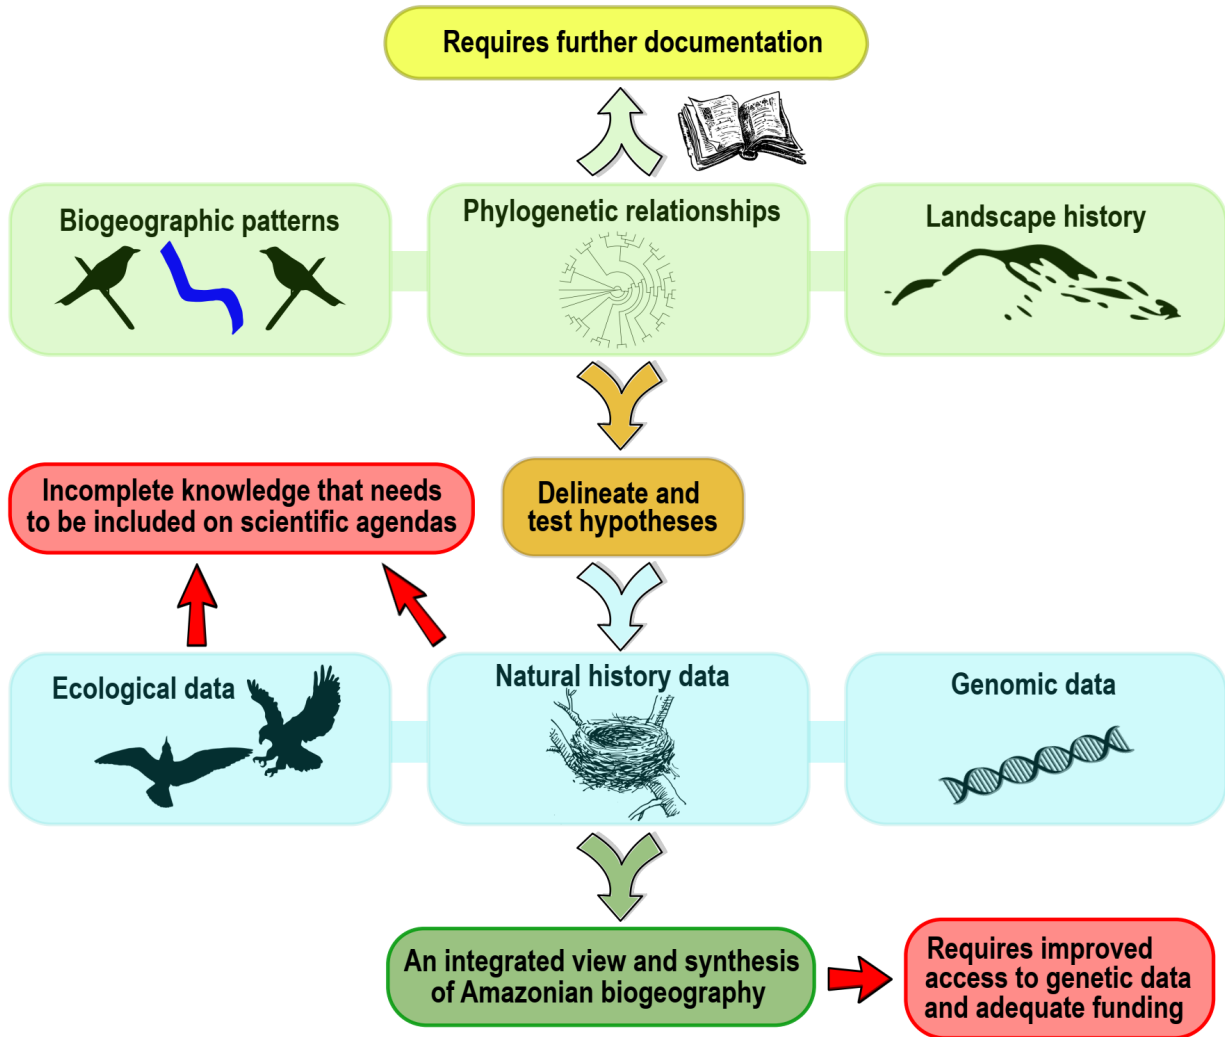 Requires further documentation
Biogeographic patterns
Phylogenetic relationships
Landscape history
Incomplete knowledge that needs
to be included on scientific agendas
Delineate and
test hypotheses
Ecological data
Natural history data
Genomic data
An integrated view and synthesis
of Amazonian biogeography
Requires improved
access to genetic data
and adequate funding